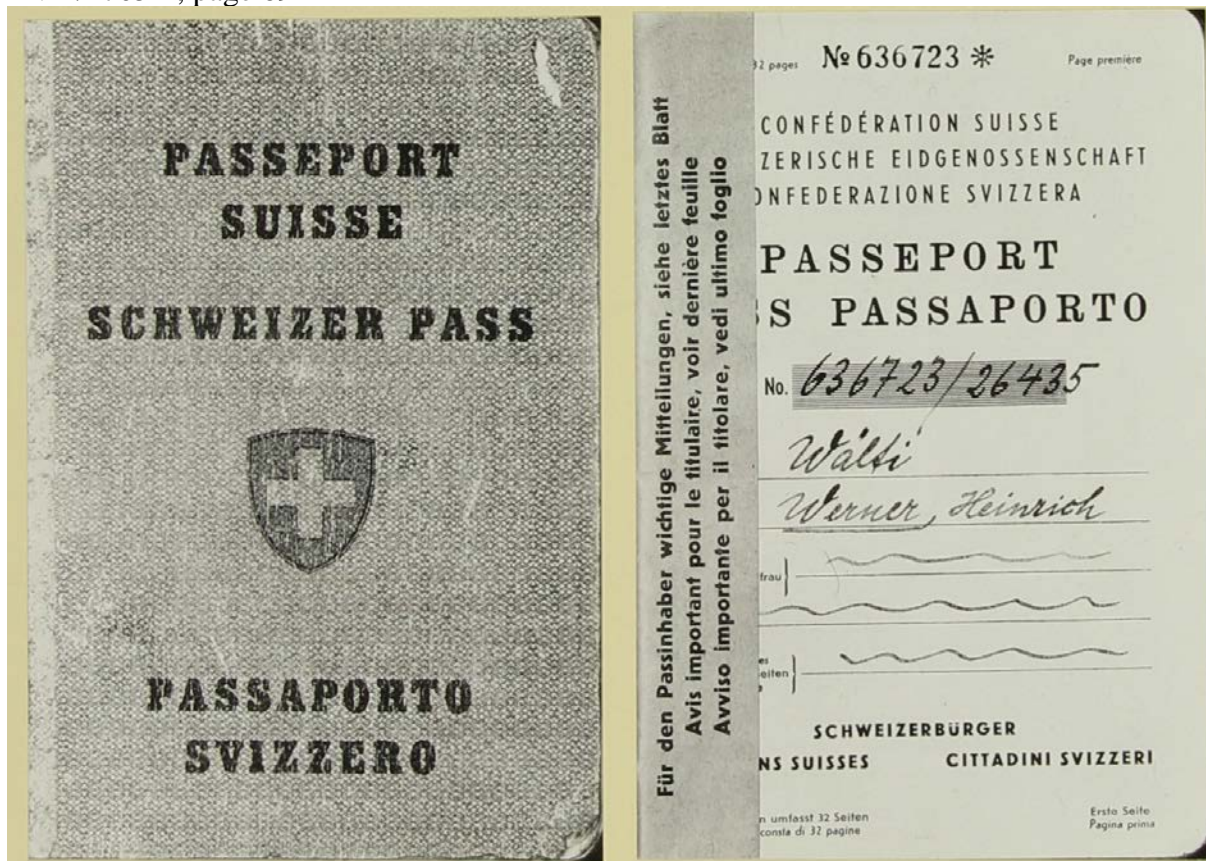 PASSEPORT
SUISSE
SCHWEIZER PASS
PASSAPORTO
SVIZZERO
Für den Passinhaber wichtige Mitteilungen, siehe letztes Blatt
Avis important pour le titulaire, voir dernière feuille
Avviso importante per il titolare, vedi ultimo foglio
32 pages № 636723 * Page première
CONFÉDÉRATION SUISSE
ZERISCHE EIDGENOSSENSCHAFT
ONFEDERAZIONE SVIZZERA
PASSEPORT
S PASSAPORTO
No. 636723/26435
Wälti
Werner, Heinrich
frau
es
eiten
SCHWEIZERBÜRGER
NS SUISSES CITTADINI SVIZZERI
n umfasst 32 Seiten Erste Seite
consta di 32 pagine Pagina prima